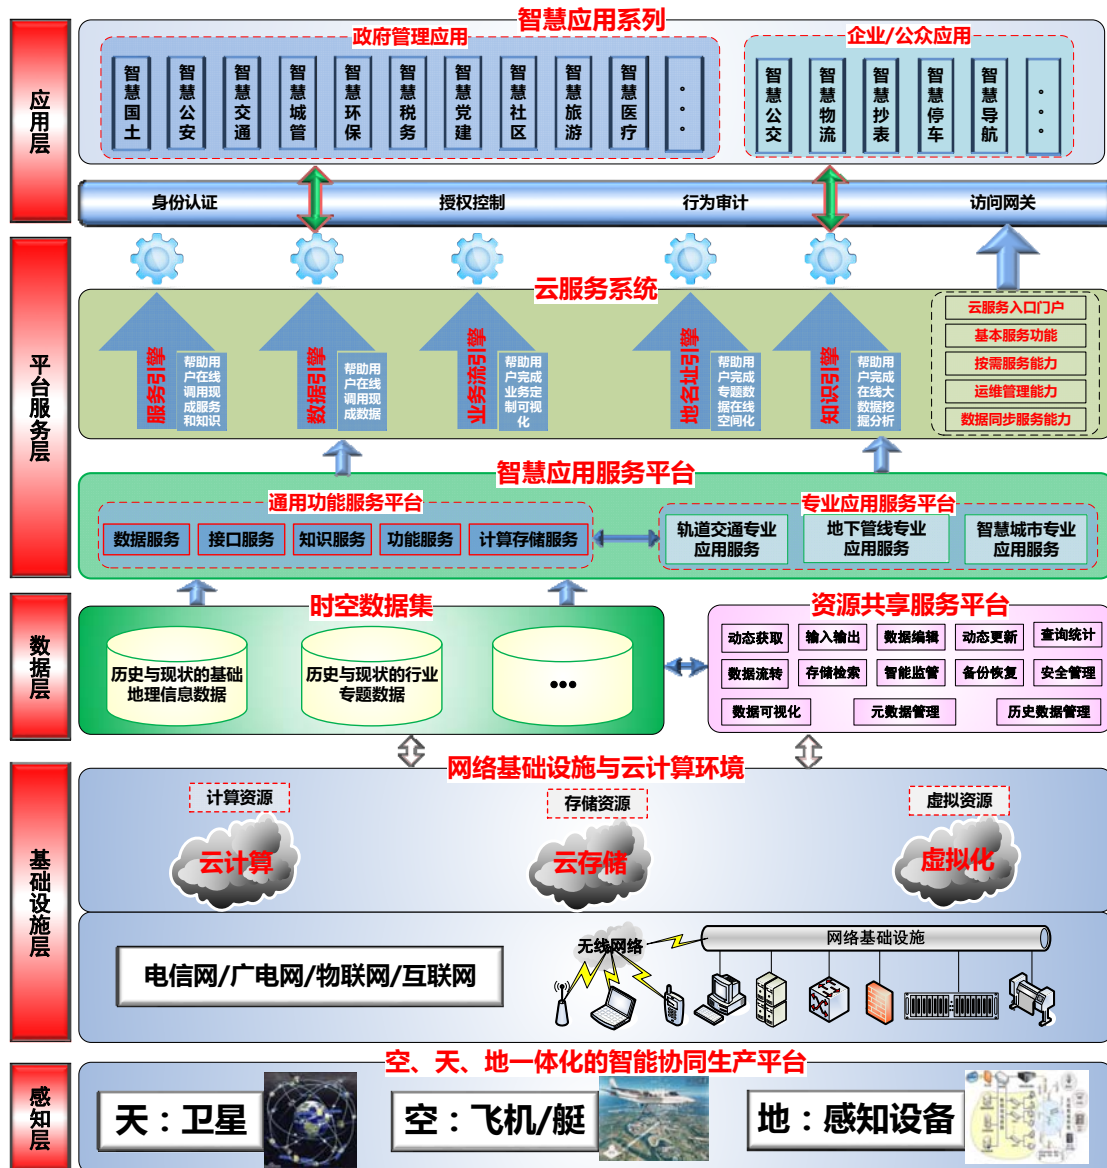 智慧应用系列
应用层
政府管理应用
企业/公众应用
智慧国土
智慧公安
智慧交通
智慧城管
智慧环保
智慧税务
智慧党建
智慧社区
智慧旅游
智慧医疗
智慧公交
智慧物流
智慧抄表
智慧停车
智慧导航
身份认证
授权控制
行为审计
访问网关
平台服务层
云服务系统
服务引擎
帮助用
户在线
调用现
成服务
和知识
数据引擎
帮助用
户在线
调用现
成数据
业务流引擎
帮助用
户完成
业务定
制可视
化
地名址引擎
帮助用
户完成
专题数
据在线
空间化
知识引擎
帮助用
户完成
在线大
数据挖
掘分析
云服务入口门户
基本服务功能
按需服务能力
运维管理能力
数据同步服务能力
智慧应用服务平台
通用功能服务平台
数据服务
接口服务
知识服务
功能服务
计算存储服务
专业应用服务平台
轨道交通专业
应用服务
地下管线专业
应用服务
智慧城市专业
应用服务
数据层
时空数据集
历史与现状的基础
地理信息数据
历史与现状的行业
专题数据
•••
资源共享服务平台
动态获取
输入输出
数据编辑
动态更新
查询统计
数据流转
存储检索
智能监管
备份恢复
安全管理
数据可视化
元数据管理
历史数据管理
基础设施层
网络基础设施与云计算环境
计算资源
存储资源
虚拟资源
云计算
云存储
虚拟化
电信网/广电网/物联网/互联网
无线网络
网络基础设施
感知层
空、天、地一体化的智能协同生产平台
天：卫星
空：飞机/艇
地：感知设备